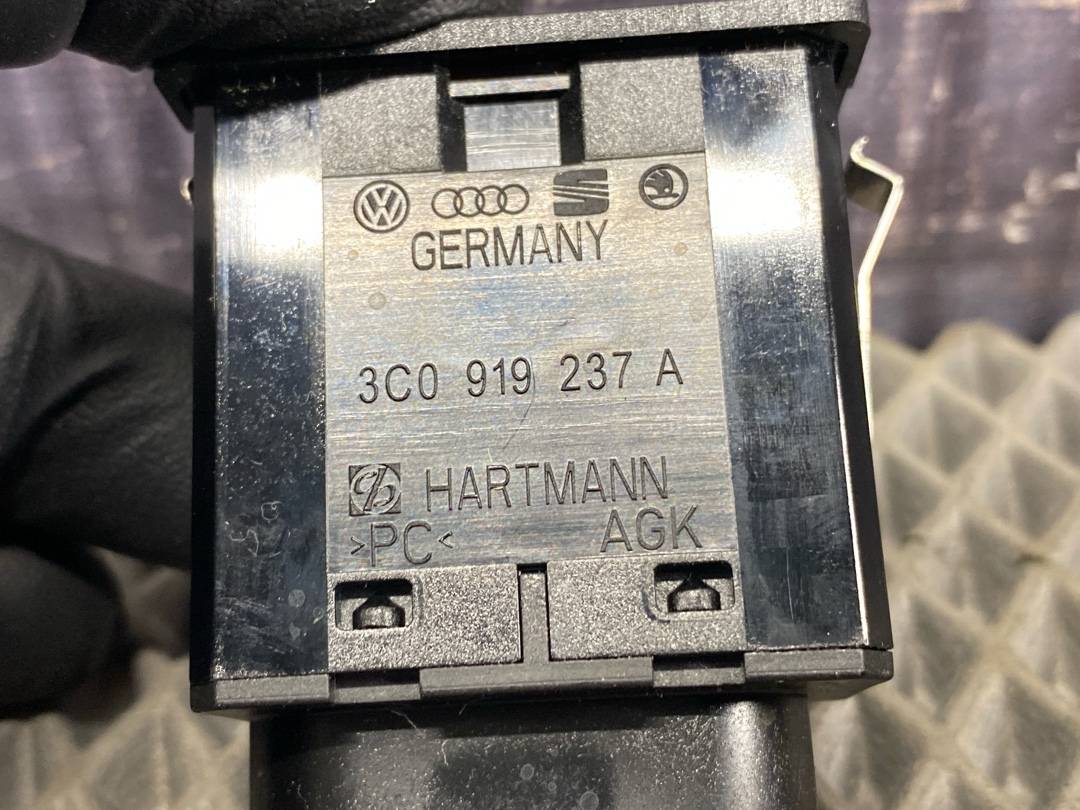 GERMANY
3C0 919 237 A
HARTMANN
>PC< AGK